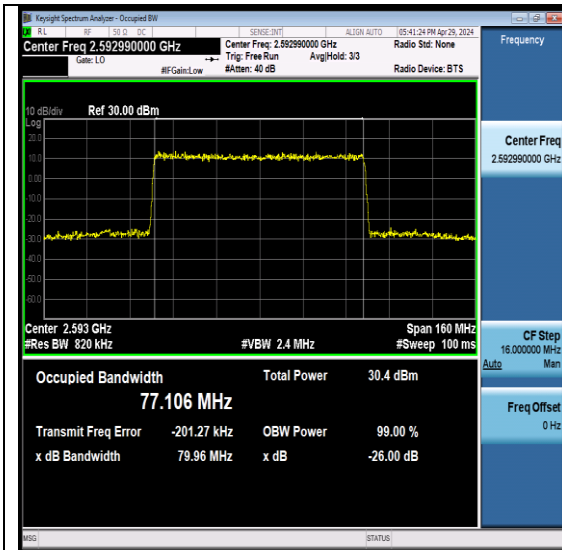 Keysight Spectrum Analyzer - Occupied BW
RL RF 50 Ω DC SENSE:INT ALIGN AUTO 05:41:24 PM Apr 29, 2024
Center Freq 2.592990000 GHz
Center Freq: 2.592990000 GHz
Radio Std: None
Gate: LO
Trig: Free Run Avg|Hold: 3/3
#IFGain:Low
#Atten: 40 dB
Radio Device: BTS
10 dB/div Ref 30.00 dBm
Log
20.0
10.0
0.00
-10.0
-20.0
-30.0
-40.0
-50.0
-60.0
Center 2.593 GHz
Span 160 MHz
#Res BW 820 kHz
#VBW 2.4 MHz
#Sweep 100 ms
Occupied Bandwidth
77.106 MHz
Total Power 30.4 dBm
Transmit Freq Error -201.27 kHz
OBW Power 99.00 %
x dB Bandwidth 79.96 MHz
x dB -26.00 dB
MSG
STATUS
Frequency
Center Freq
2.592990000 GHz
CF Step
16.000000 MHz
Auto Man
Freq Offset
0 Hz